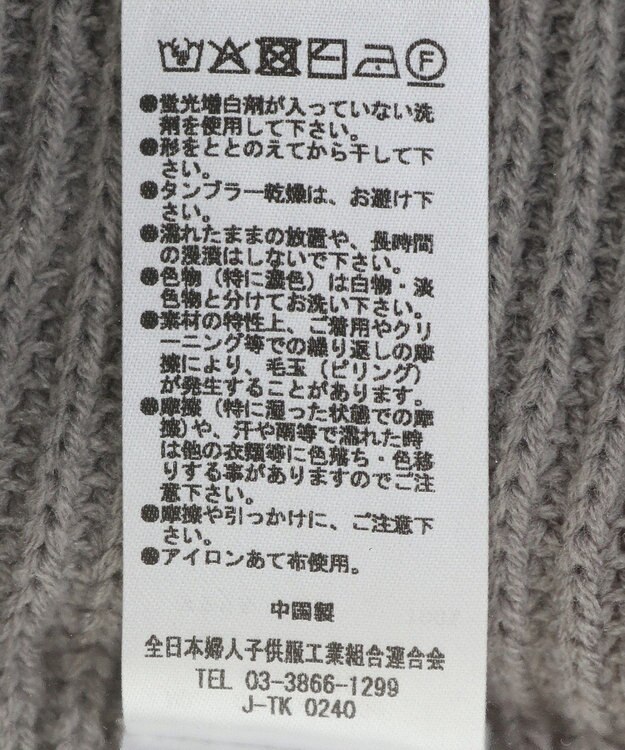 ●蛍光増白剤が入っていない洗
剤を使用して下さい。
●形をととのえてから干して下
さい。
●タンブラー乾燥は、お避け下
さい。
●濡れたままの放置や、長時間
の浸漬はしないで下さい。
●色物（特に濃色）は白物・淡
色物と分けてお洗い下さい。
●素材の特性上、ご着用やクリ
ーニング等での繰り返しの摩
擦により、毛玉（ピリング）
が発生することがあります。
●摩擦（特に湿った状態での摩
擦）や、汗や雨等で濡れた時
は他の衣類等に色落ち・色移
りする事がありますのでご注
意下さい。
●摩擦や引っかけに、ご注意下
さい。
●アイロンあて布使用。
中国製
全日本婦人子供服工業組合連合会
TEL 03-3866-1299
J-TK 0240